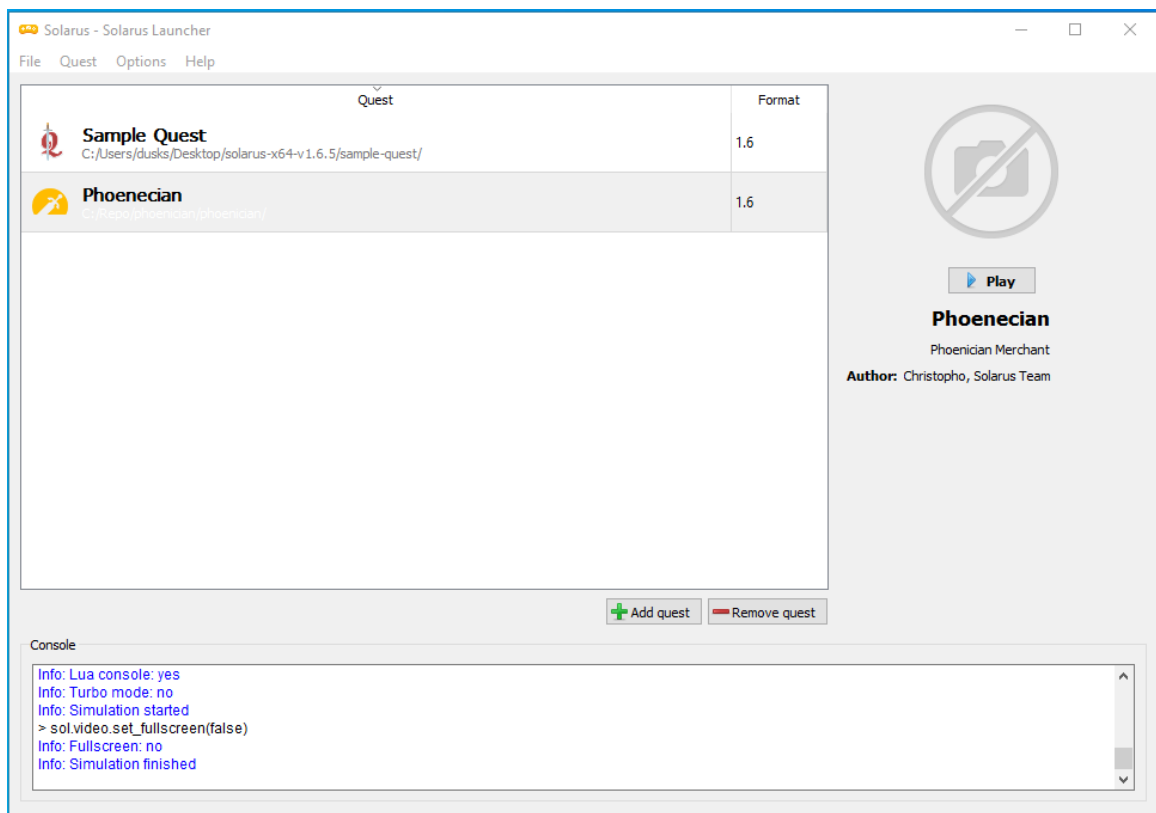 Solarus - Solarus Launcher
File Quest Options Help
Quest Format
Sample Quest
C:/Users/dusks/Desktop/solarus-x64-v1.6.5/sample-quest/
1.6
Phoenecian
C:/Repo/phoenician/phoenician/
1.6
Play
Phoenecian
Phoenician Merchant
Author: Christopho, Solarus Team
Add quest Remove quest
Console
Info: Lua console: yes
Info: Turbo mode: no
Info: Simulation started
> sol.video.set_fullscreen(false)
Info: Fullscreen: no
Info: Simulation finished